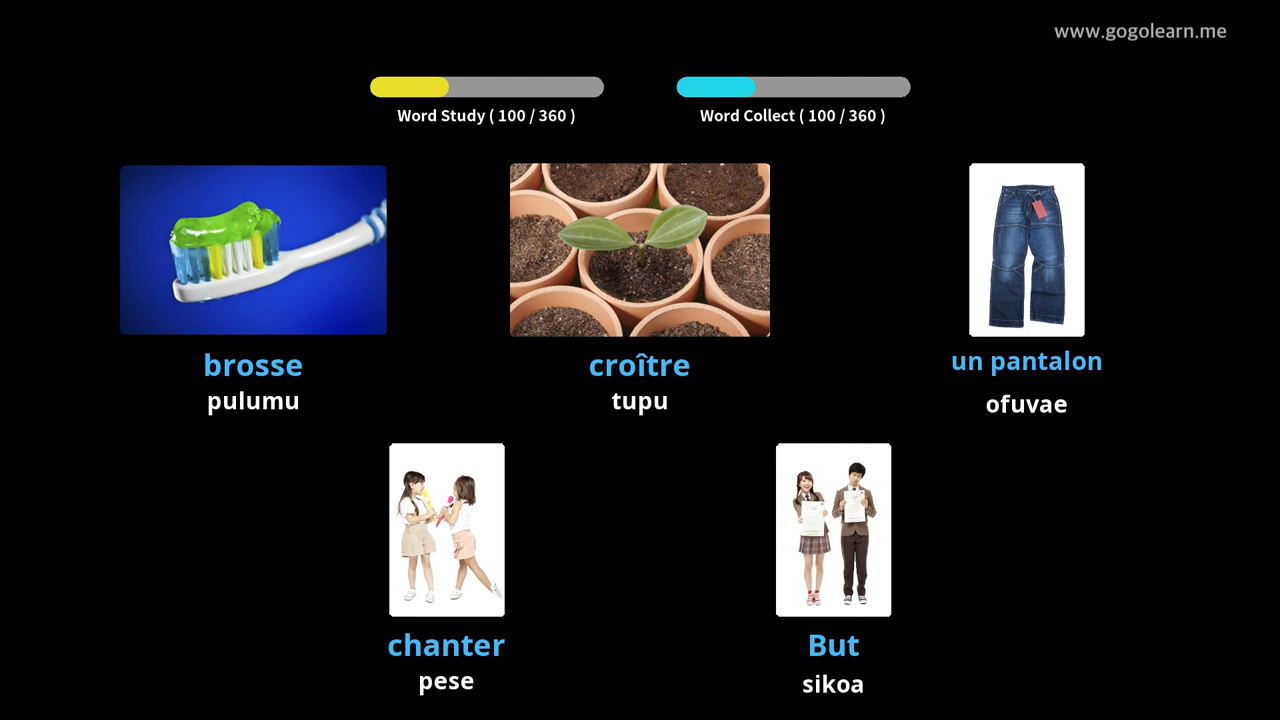 www.gogolearn.me
Word Study ( 100 / 360 )
Word Collect ( 100 / 360 )
brosse
pulumu
croître
tupu
un pantalon
ofuvae
chanter
pese
But
sikoa